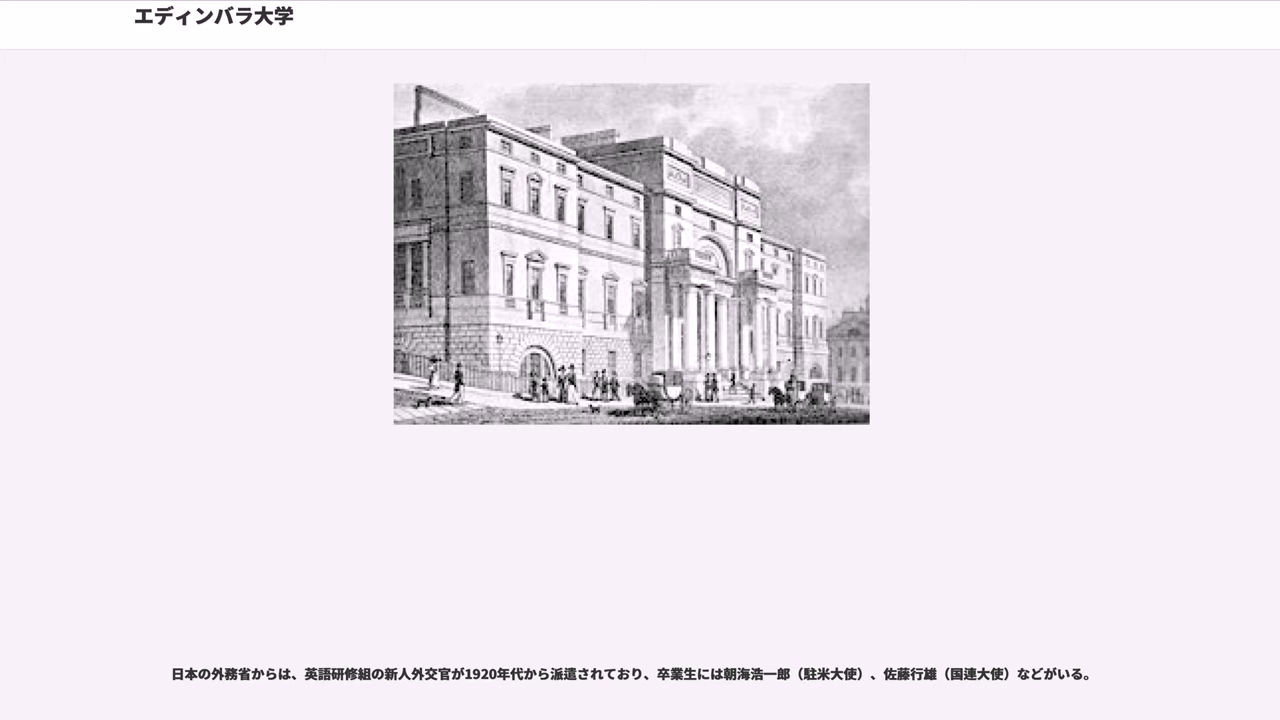 エディンバラ大学
日本の外務省からは、英語研修組の新人外交官が1920年代から派遣されており、卒業生には朝海浩一郎（駐米大使）、佐藤行雄（国連大使）などがいる。